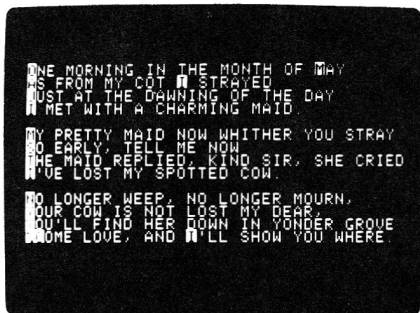 ONE MORNING IN THE MONTH OF MAY
AS FROM MY COT I STRAYED
JUST AT THE DAWNING OF THE DAY
I MET WITH A CHARMING MAID.
MY PRETTY MAID NOW WHITHER YOU STRAY
SO EARLY, TELL ME NOW
THE MAID REPLIED, KIND SIR, SHE CRIED
I'VE LOST MY SPOTTED COW.
NO LONGER WEEP, NO LONGER MOURN,
YOUR COW IS NOT LOST MY DEAR,
YOU'LL FIND HER DOWN IN YONDER GROVE
COME LOVE, AND I'LL SHOW YOU WHERE.